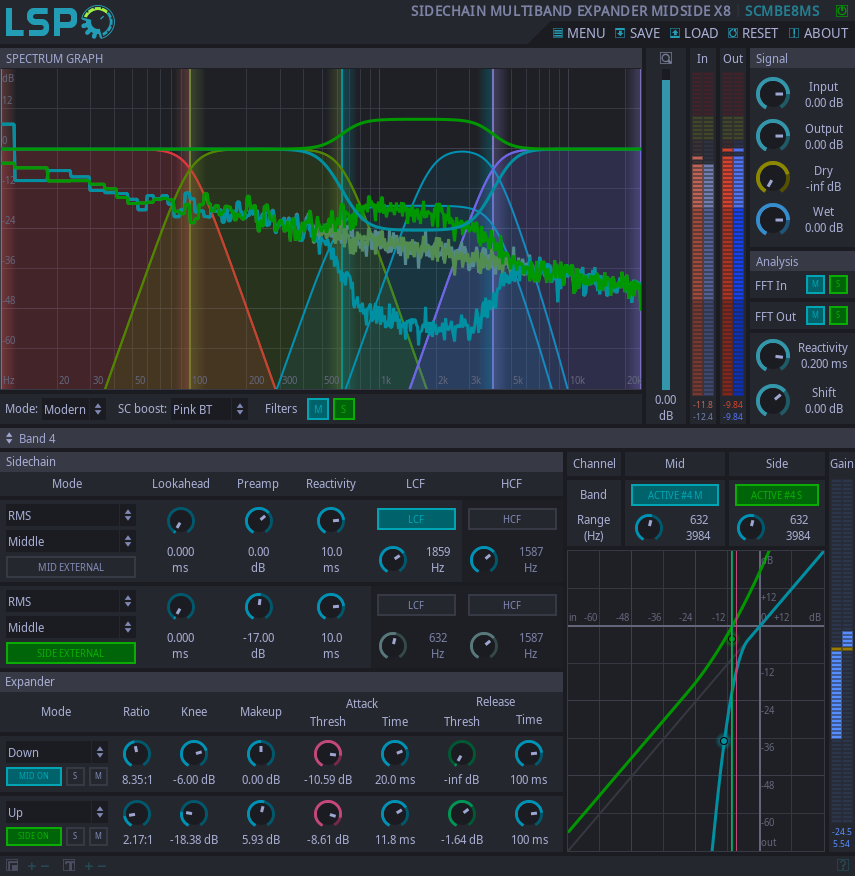 LSP
SIDECHAIN MULTIBAND EXPANDER MIDSIDE X8 SCMBE8MS
MENU SAVE LOAD RESET ABOUT
SPECTRUM GRAPH
dB
12
0
-12
-24
-36
-48
-60
Hz 20 30 50 100 200 300 500 1k 2k 3k 5k 10k 20k
0.00
dB
In Out
-11.8 -9.84
-12.4 -9.84
Signal
Input
0.00 dB
Output
0.00 dB
Dry
-inf dB
Wet
0.00 dB
Analysis
FFT In M S
FFT Out M S
Reactivity
0.200 ms
Shift
0.00 dB
Mode: Modern SC boost: Pink BT Filters M S
Band 4
Sidechain
Mode Lookahead Preamp Reactivity LCF HCF
RMS
Middle
MID EXTERNAL
0.000
ms
0.00
dB
10.0
ms
LCF
1859
Hz
HCF
1587
Hz
RMS
Middle
SIDE EXTERNAL
0.000
ms
-17.00
dB
10.0
ms
LCF
632
Hz
HCF
1587
Hz
Expander
Mode Ratio Knee Makeup Attack Release
Thresh Time Thresh Time
Down
MID ON S M
8.35:1 -6.00 dB 0.00 dB -10.59 dB 20.0 ms -inf dB 100 ms
Up
SIDE ON S M
2.17:1 -18.38 dB 5.93 dB -8.61 dB 11.8 ms -1.64 dB 100 ms
Channel Mid Side Gain
Band ACTIVE #4 M ACTIVE #4 S
Range
(Hz)
632
3984
632
3984
dB
+12
in -60 -48 -36 -24 -12 0 +12 dB
-12
-24
-36
-48
-60
out
-24.5
5.54